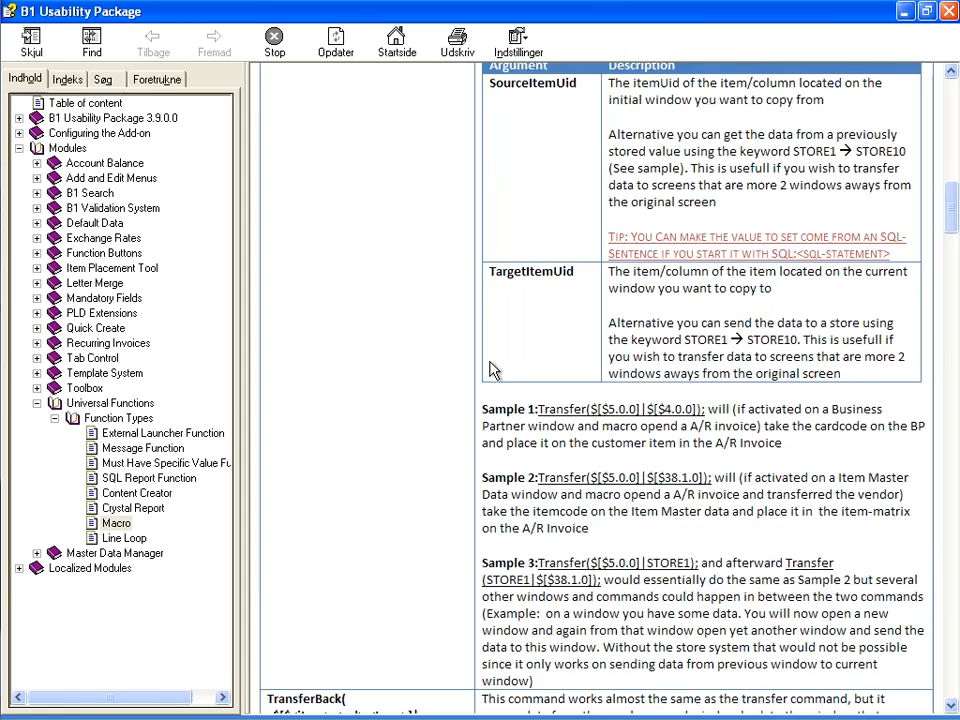 B1 Usability Package
Skjul
Find
Tilbage
Fremad
Stop
Opdater
Startside
Udskriv
Indstillinger
Indhold
Indeks
Søg
Foretrukne
Table of content
B1 Usability Package 3.9.0.0
Configuring the Add-on
Modules
Account Balance
Add and Edit Menus
B1 Search
B1 Validation System
Default Data
Exchange Rates
Function Buttons
Item Placement Tool
Letter Merge
Mandatory Fields
PLD Extensions
Quick Create
Recurring Invoices
Tab Control
Template System
Toolbox
Universal Functions
Function Types
External Launcher Function
Message Function
Must Have Specific Value Fu
SQL Report Function
Content Creator
Crystal Report
Macro
Line Loop
Master Data Manager
Localized Modules
Argument Description
SourceItemUid
The itemUid of the item/column located on the
initial window you want to copy from
Alternative you can get the data from a previously
stored value using the keyword STORE1 → STORE10
(See sample). This is usefull if you wish to transfer
data to screens that are more 2 windows aways from
the original screen
TIP: YOU CAN MAKE THE VALUE TO SET COME FROM AN SQL-
SENTENCE IF YOU START IT WITH SQL:<SQL-STATEMENT>
TargetItemUid
The item/column of the item located on the current
window you want to copy to
Alternative you can send the data to a store using
the keyword STORE1 → STORE10. This is usefull if
you wish to transfer data to screens that are more 2
windows aways from the original screen
Sample 1:Transfer($[$5.0.0]|$[$4.0.0]); will (if activated on a Business
Partner window and macro opend a A/R invoice) take the cardcode on the BP
and place it on the customer item in the A/R Invoice
Sample 2:Transfer($[$5.0.0]|$[$38.1.0]); will (if activated on a Item Master
Data window and macro opend a A/R invoice and transferred the vendor)
take the itemcode on the Item Master data and place it in the item-matrix
on the A/R Invoice
Sample 3:Transfer($[$5.0.0]|STORE1); and afterward Transfer
(STORE1|$[$38.1.0]); would essentially do the same as Sample 2 but several
other windows and commands could happen in between the two commands
(Example: on a window you have some data. You will now open a new
window and again from that window open yet another window and send the
data to this window. Without the store system that would not be possible
since it only works on sending data from previous window to current
window)
TransferBack(
This command works almost the same as the transfer command, but it